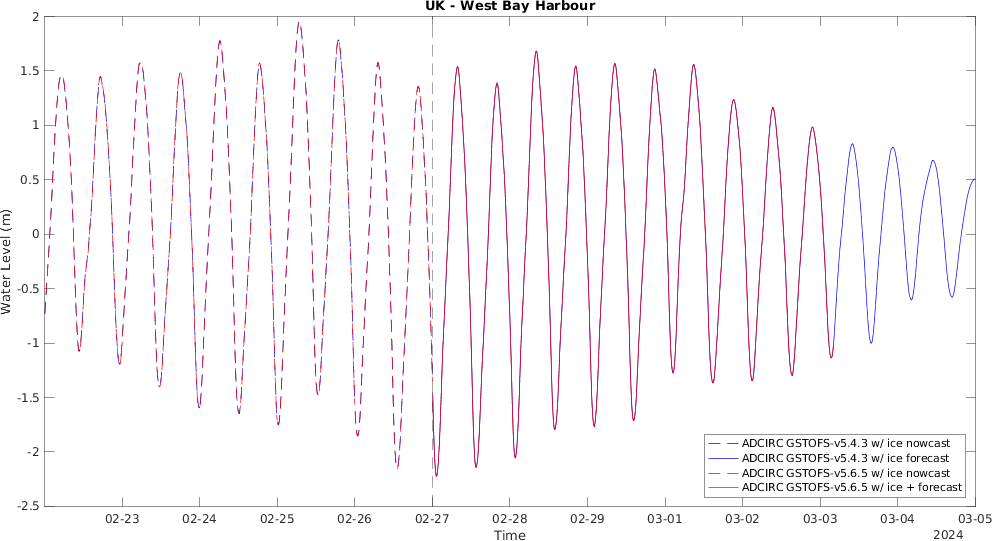 UK - West Bay Harbour
2
1.5
1
0.5
0
-0.5
-1
-1.5
-2
-2.5
Water Level (m)
02-23 02-24 02-25 02-26 02-27 02-28 02-29 03-01 03-02 03-03 03-04 03-05
Time
2024
ADCIRC GSTOFS-v5.4.3 w/ ice nowcast
ADCIRC GSTOFS-v5.4.3 w/ ice forecast
ADCIRC GSTOFS-v5.6.5 w/ ice nowcast
ADCIRC GSTOFS-v5.6.5 w/ ice + forecast